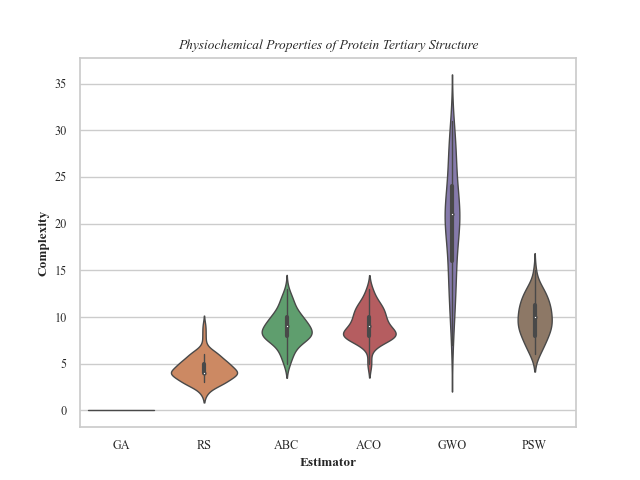 Physiochemical Properties of Protein Tertiary Structure
35
30
25
20
15
10
5
0
Complexity
GA RS ABC ACO GWO PSW
Estimator